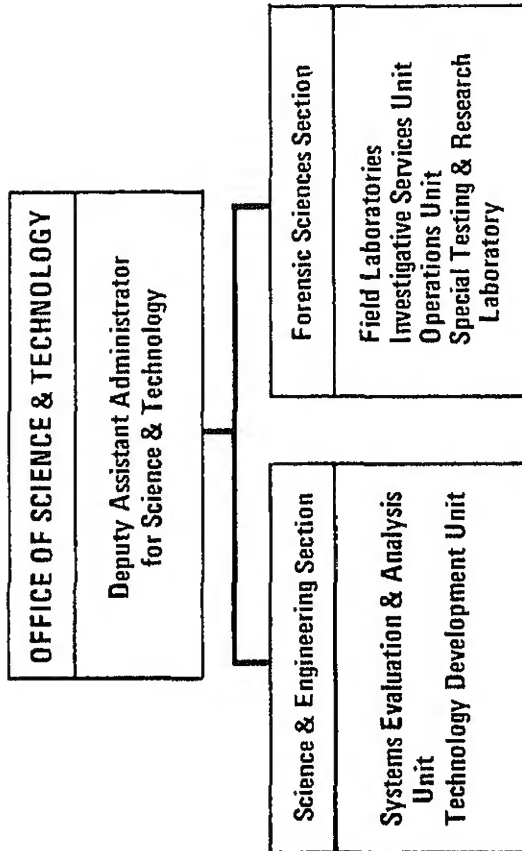 OFFICE OF SCIENCE & TECHNOLOGY
Deputy Assistant Administrator
for Science & Technology
Science & Engineering Section
Systems Evaluation & Analysis
Unit
Technology Development Unit
Forensic Sciences Section
Field Laboratories
Investigative Services Unit
Operations Unit
Special Testing & Research
Laboratory